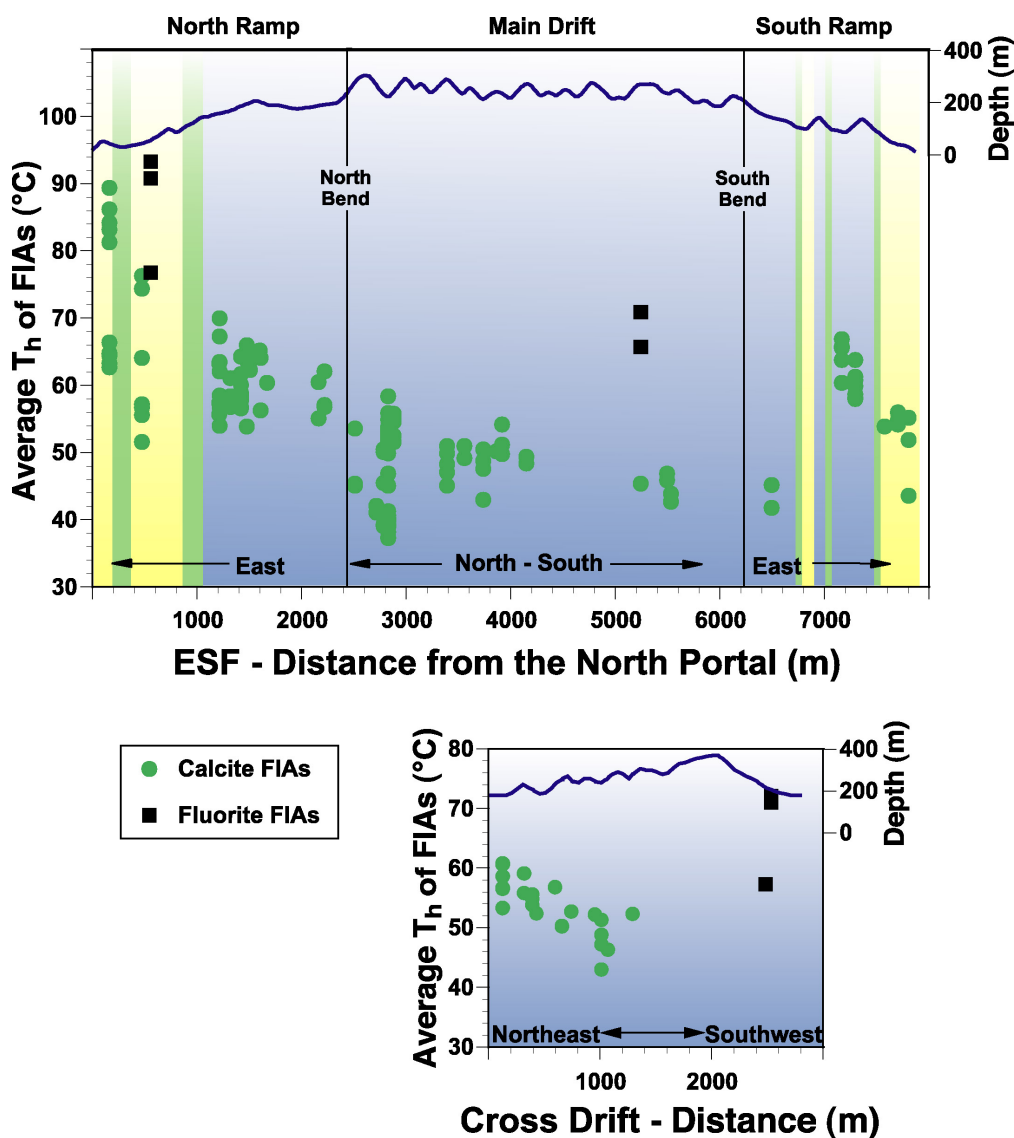 North Ramp Main Drift South Ramp
400
Depth (m)
200
0
Average Th of FIAs (°C)
100
90
80
70
60
50
40
30
North
Bend
South
Bend
East
North - South
East
1000 2000 3000 4000 5000 6000 7000
ESF - Distance from the North Portal (m)
Calcite FIAs
Fluorite FIAs
Average Th of FIAs (°C)
80
70
60
50
40
30
400
200
0
Depth (m)
Northeast Southwest
1000 2000
Cross Drift - Distance (m)